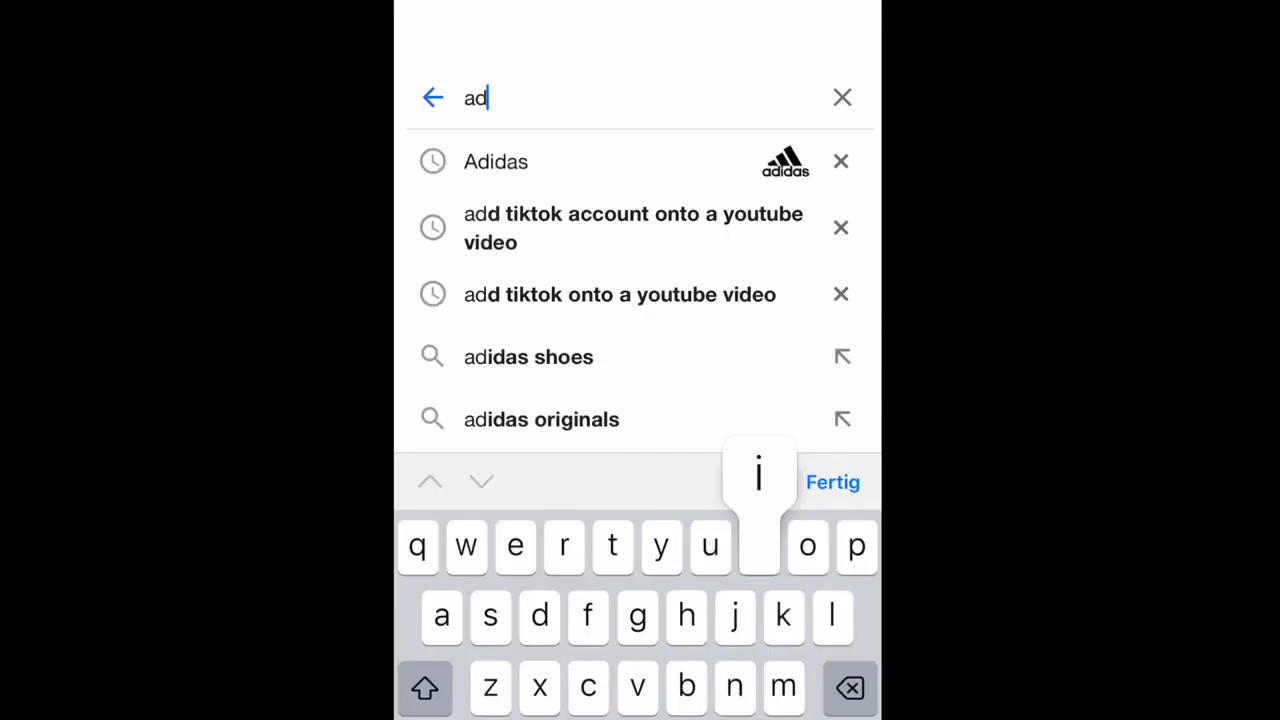 ad
Adidas
adidas
add tiktok account onto a youtube
video
add tiktok onto a youtube video
adidas shoes
adidas originals
i
Fertig
q w e r t y u o p
a s d f g h j k l
z x c v b n m